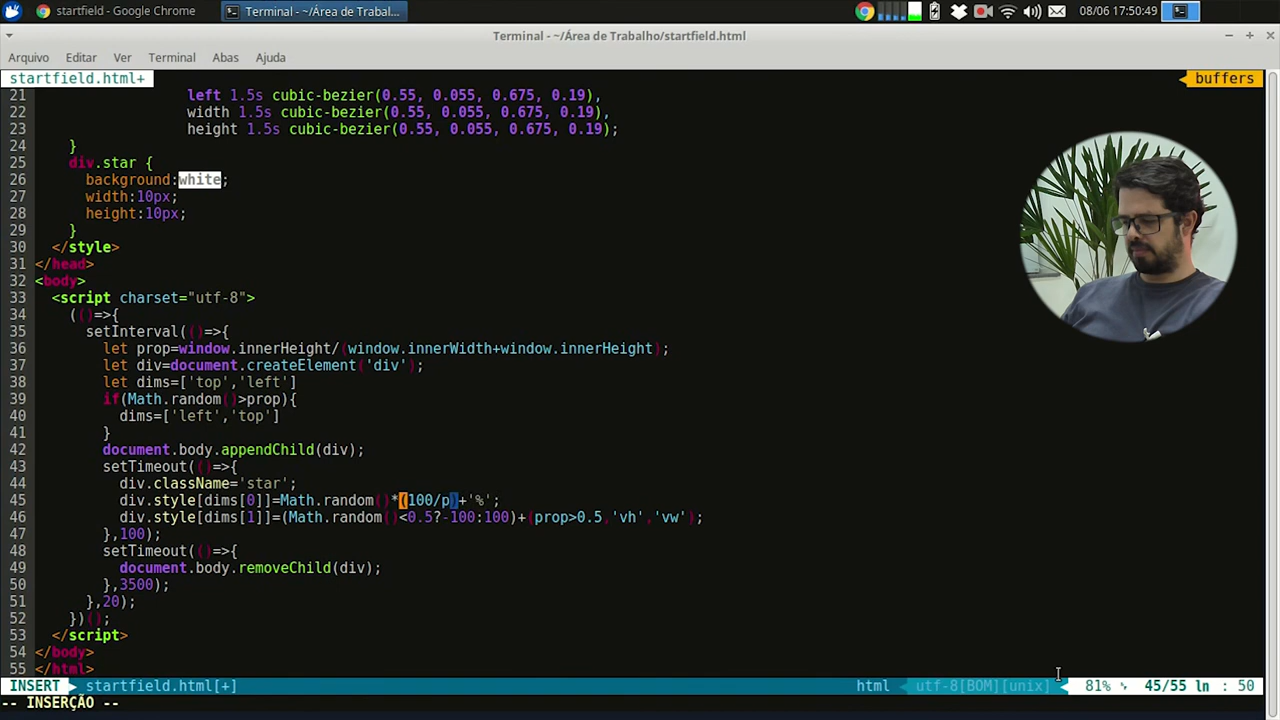 startfield - Google Chrome
Terminal - ~/Área de Trabal...
08/06 17:50:49
Terminal - ~/Área de Trabalho/startfield.html
Arquivo Editar Ver Terminal Abas Ajuda
startfield.html+ buffers
21 left 1.5s cubic-bezier(0.55, 0.055, 0.675, 0.19),
22 width 1.5s cubic-bezier(0.55, 0.055, 0.675, 0.19),
23 height 1.5s cubic-bezier(0.55, 0.055, 0.675, 0.19);
24 }
25 div.star {
26 background:white;
27 width:10px;
28 height:10px;
29 }
30 </style>
31 </head>
32 <body>
33 <script charset="utf-8">
34 (()=>{
35 setInterval(()=>{
36 let prop=window.innerHeight/(window.innerWidth+window.innerHeight);
37 let div=document.createElement('div');
38 let dims=['top','left']
39 if(Math.random()>prop){
40 dims=['left','top']
41 }
42 document.body.appendChild(div);
43 setTimeout(()=>{
44 div.className='star';
45 div.style[dims[0]]=Math.random()*(100/p)+'%';
46 div.style[dims[1]]=(Math.random()<0.5?-100:100)+(prop>0.5,'vh','vw');
47 },100);
48 setTimeout(()=>{
49 document.body.removeChild(div);
50 },3500);
51 },20);
52 })();
53 </script>
54 </body>
55 </html>
INSERT startfield.html[+] html utf-8[BOM][unix] 81% 45/55 ln : 50
-- INSERÇÃO --